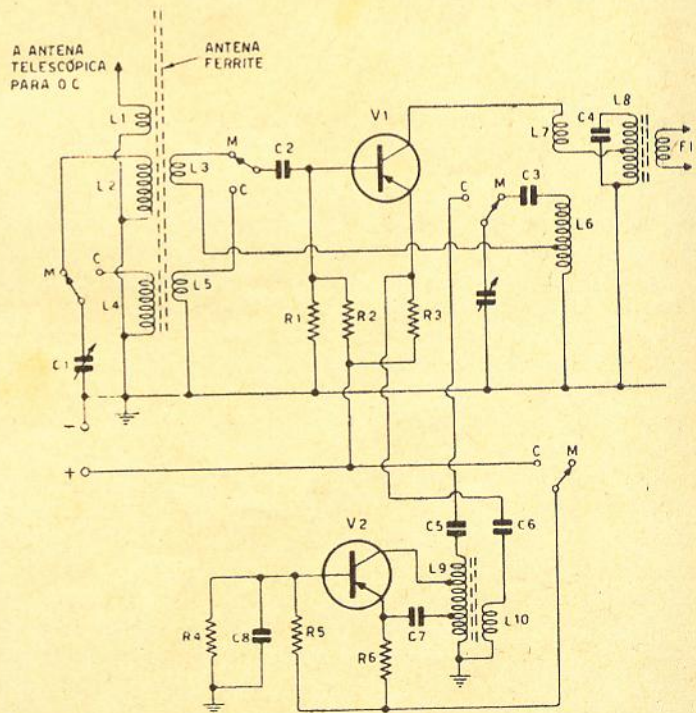 A ANTENA
TELESCÓPICA
PARA O C
ANTENA
FERRITE
V1
L1
L2
L3
L4
L5
M
C
C1
M
C
C2
R1
R2
R3
C
M
C3
L6
L7
C4
L8
FI
-
+
C
M
V2
C5
C6
L9
L10
C7
R4
C8
R5
R6